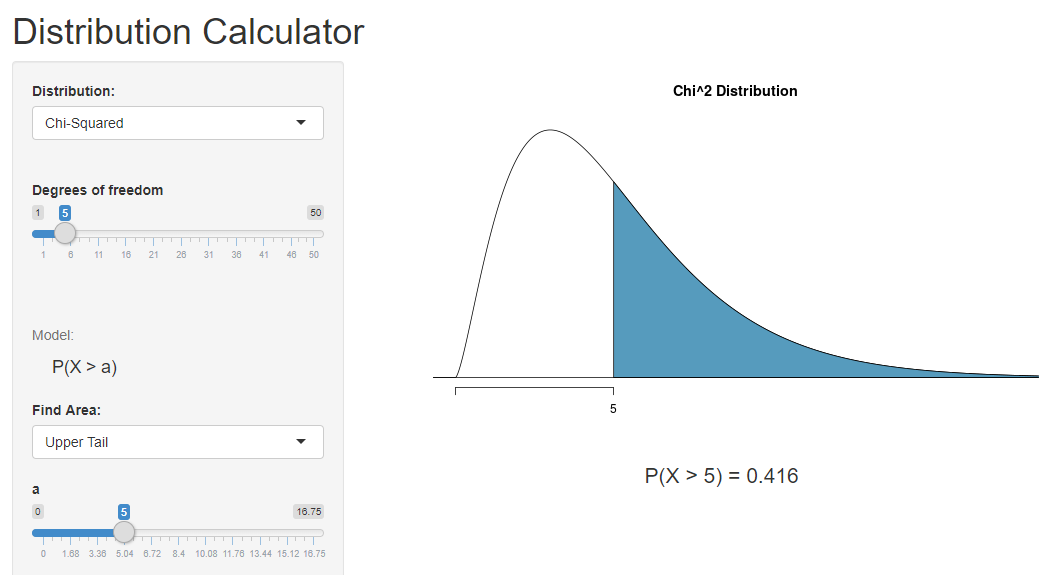 Distribution Calculator
Distribution:
Chi-Squared
Degrees of freedom
1 5 50
1 6 11 16 21 26 31 36 41 46 50
Model:
P(X > a)
Find Area:
Upper Tail
a
0 5 16.75
0 1.68 3.36 5.04 6.72 8.4 10.08 11.76 13.44 15.12 16.75
Chi^2 Distribution
5
P(X > 5) = 0.416